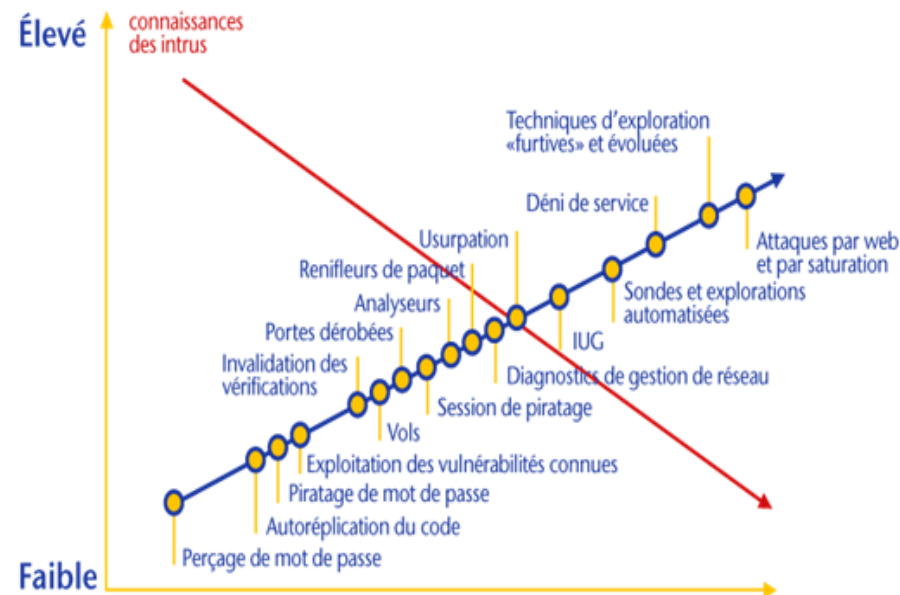 Élevé
connaissances
des intrus
Techniques d’exploration
«furtives» et évoluées
Déni de service
Usurpation
Attaques par web
et par saturation
Renifleurs de paquet
Sondes et explorations
automatisées
Analyseurs
Portes dérobées
IUG
Invalidation des
vérifications
Diagnostics de gestion de réseau
Session de piratage
Vols
Exploitation des vulnérabilités connues
Piratage de mot de passe
Autoréplication du code
Perçage de mot de passe
Faible